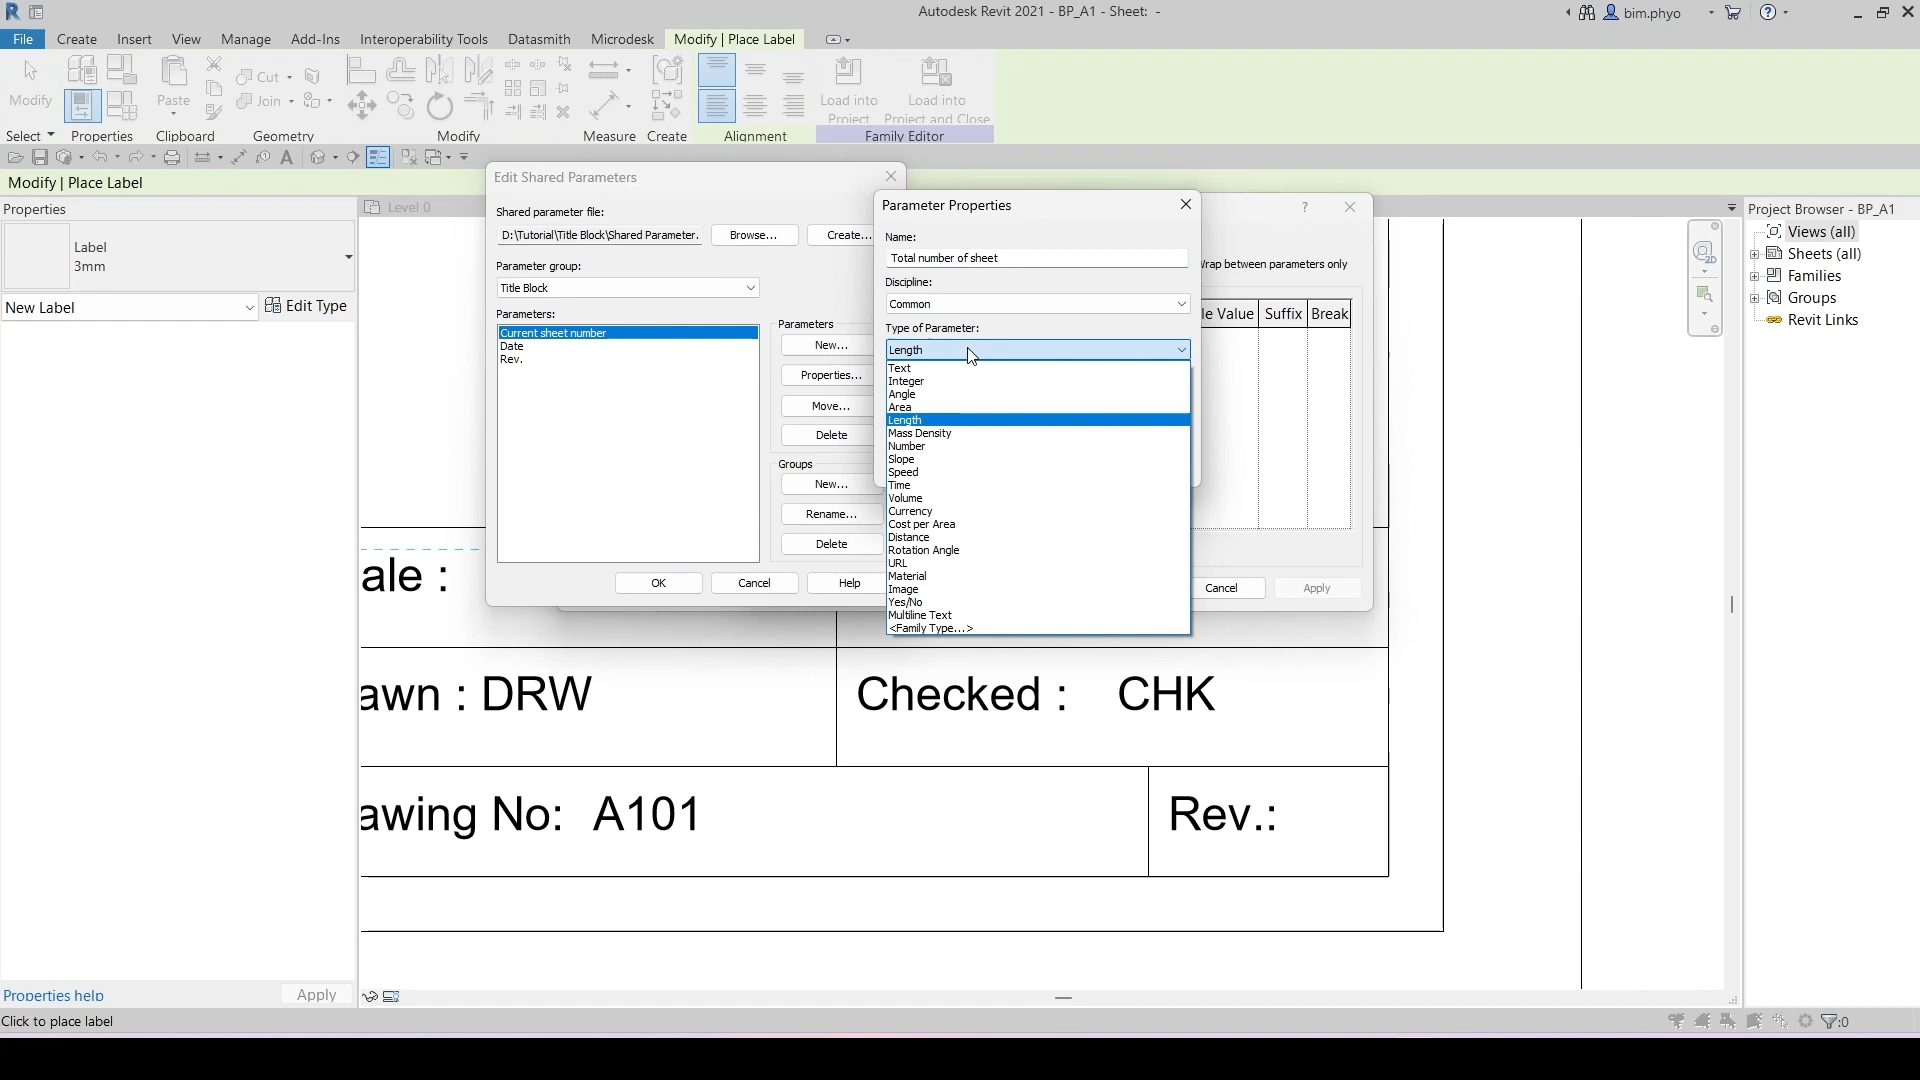 Autodesk Revit 2021 - BP_A1 - Sheet: -
bim.phyo
File Create Insert View Manage Add-Ins Interoperability Tools Datasmith Microdesk Modify | Place Label
Modify
Paste
Cut
Join
Load into Project
Load into Project and Close
Select Properties Clipboard Geometry Modify Measure Create Alignment Family Editor
Modify | Place Label
Properties
Label
3mm
New Label
Edit Type
Properties help
Apply
Level 0
Edit Shared Parameters
Shared parameter file:
D:\Tutorial\Title Block\Shared Parameter.
Browse...
Create...
Parameter group:
Title Block
Parameters:
Current sheet number
Date
Rev.
Parameters
New...
Properties...
Move...
Delete
Groups
New...
Rename...
Delete
OK
Cancel
Help
Parameter Properties
Name:
Total number of sheet
Discipline:
Common
Type of Parameter:
Length
Text
Integer
Angle
Area
Length
Mass Density
Number
Slope
Speed
Time
Volume
Currency
Cost per Area
Distance
Rotation Angle
URL
Material
Image
Yes/No
Multiline Text
<Family Type...>
?
Wrap between parameters only
le Value Suffix Break
Cancel
Apply
ale :
awn : DRW
Checked : CHK
awing No: A101
Rev.:
2D
Project Browser - BP_A1
Views (all)
Sheets (all)
Families
Groups
Revit Links
Click to place label
:0